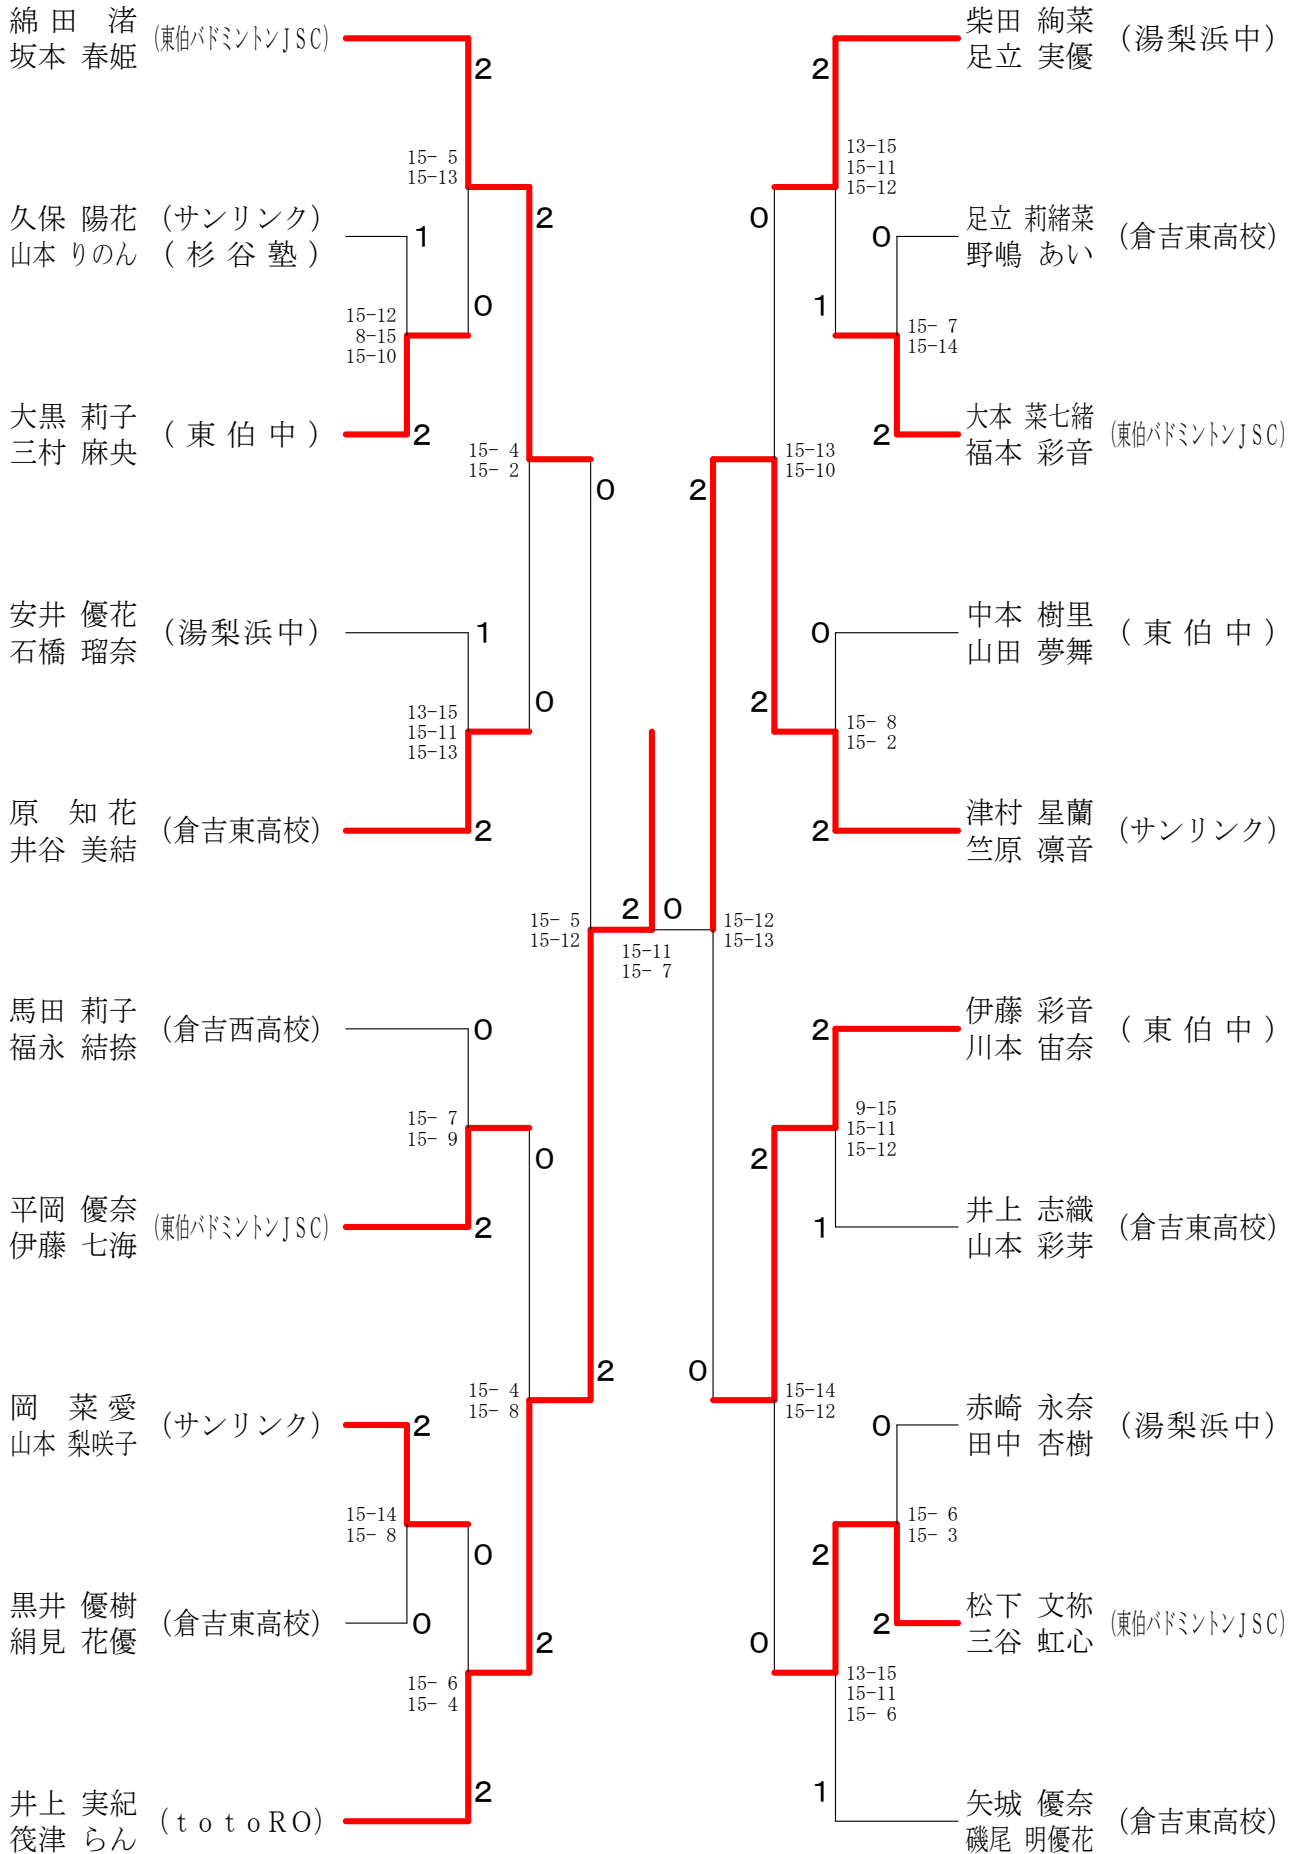 綿田 渚
坂本 春姫
(東伯バドミントンJSC)
2
15- 5
15-13
久保 陽花 (サンリンク)
山本 りのん (杉谷塾)
1
2
0
15-12
8-15
15-10
大黒 莉子
三村 麻央
(東伯中)
2
15- 4
15- 2
0
安井 優花
石橋 瑠奈
(湯梨浜中)
1
0
13-15
15-11
15-13
原 知花
井谷 美結
(倉吉東高校)
2
15- 5
15-12
2
0
15-11
15- 7
馬田 莉子
福永 結捺
(倉吉西高校)
0
15- 7
15- 9
0
平岡 優奈
伊藤 七海
(東伯バドミントンJSC)
2
2
15- 4
15- 8
岡 菜愛
山本 梨咲子
(サンリンク)
2
15-14
15- 8
0
黒井 優樹
絹見 花優
(倉吉東高校)
0
2
15- 6
15- 4
井上 実紀
筏津 らん
(totoRO)
2
柴田 絢菜
足立 実優
(湯梨浜中)
2
13-15
15-11
15-12
0
足立 莉緒菜
野嶋 あい
(倉吉東高校)
0
1
15- 7
15-14
大本 菜七緒
福本 彩音
(東伯バドミントンJSC)
2
15-13
15-10
2
中本 樹里
山田 夢舞
(東伯中)
0
2
15- 8
15- 2
津村 星蘭
竺原 凛音
(サンリンク)
2
15-12
15-13
伊藤 彩音
川本 宙奈
(東伯中)
2
9-15
15-11
15-12
2
井上 志織
山本 彩芽
(倉吉東高校)
1
0
15-14
15-12
赤崎 永奈
田中 杏樹
(湯梨浜中)
0
15- 6
15- 3
2
松下 文祢
三谷 虹心
(東伯バドミントンJSC)
2
0
13-15
15-11
15- 6
矢城 優奈
磯尾 明優花
(倉吉東高校)
1